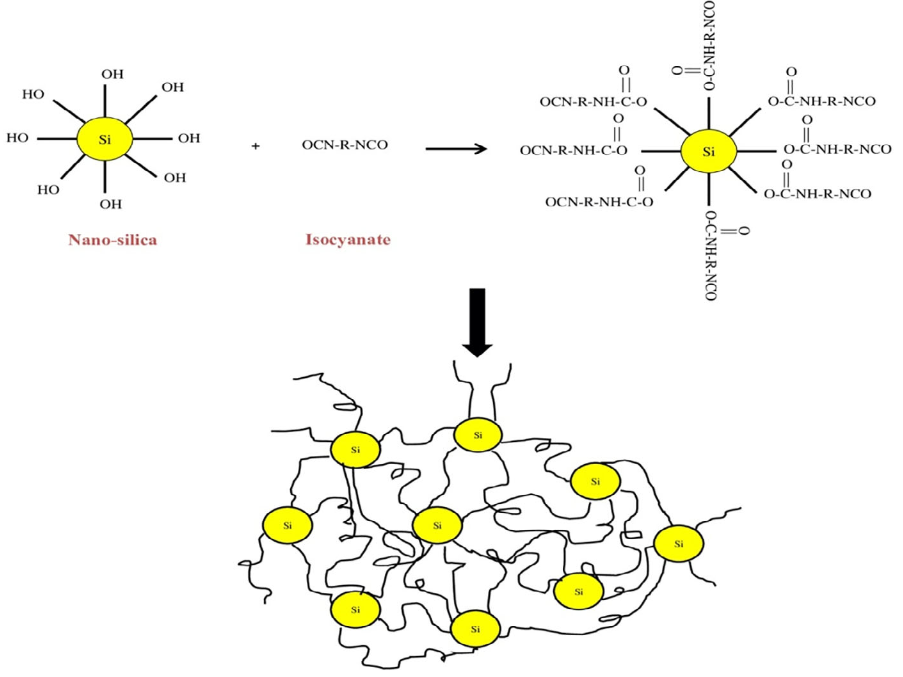 OH
HO
OH
HO
Si
OH
HO
OH
OH
+
OCN-R-NCO
Nano-silica
Isocyanate
O
O-C-NH-R-NCO
O
OCN-R-NH-C-O
O
O-C-NH-R-NCO
O
OCN-R-NH-C-O
Si
O
O-C-NH-R-NCO
O
OCN-R-NH-C-O
O
O-C-NH-R-NCO
O
O-C-NH-R-NCO
Si
Si
Si
Si
Si
Si
Si
Si
Si